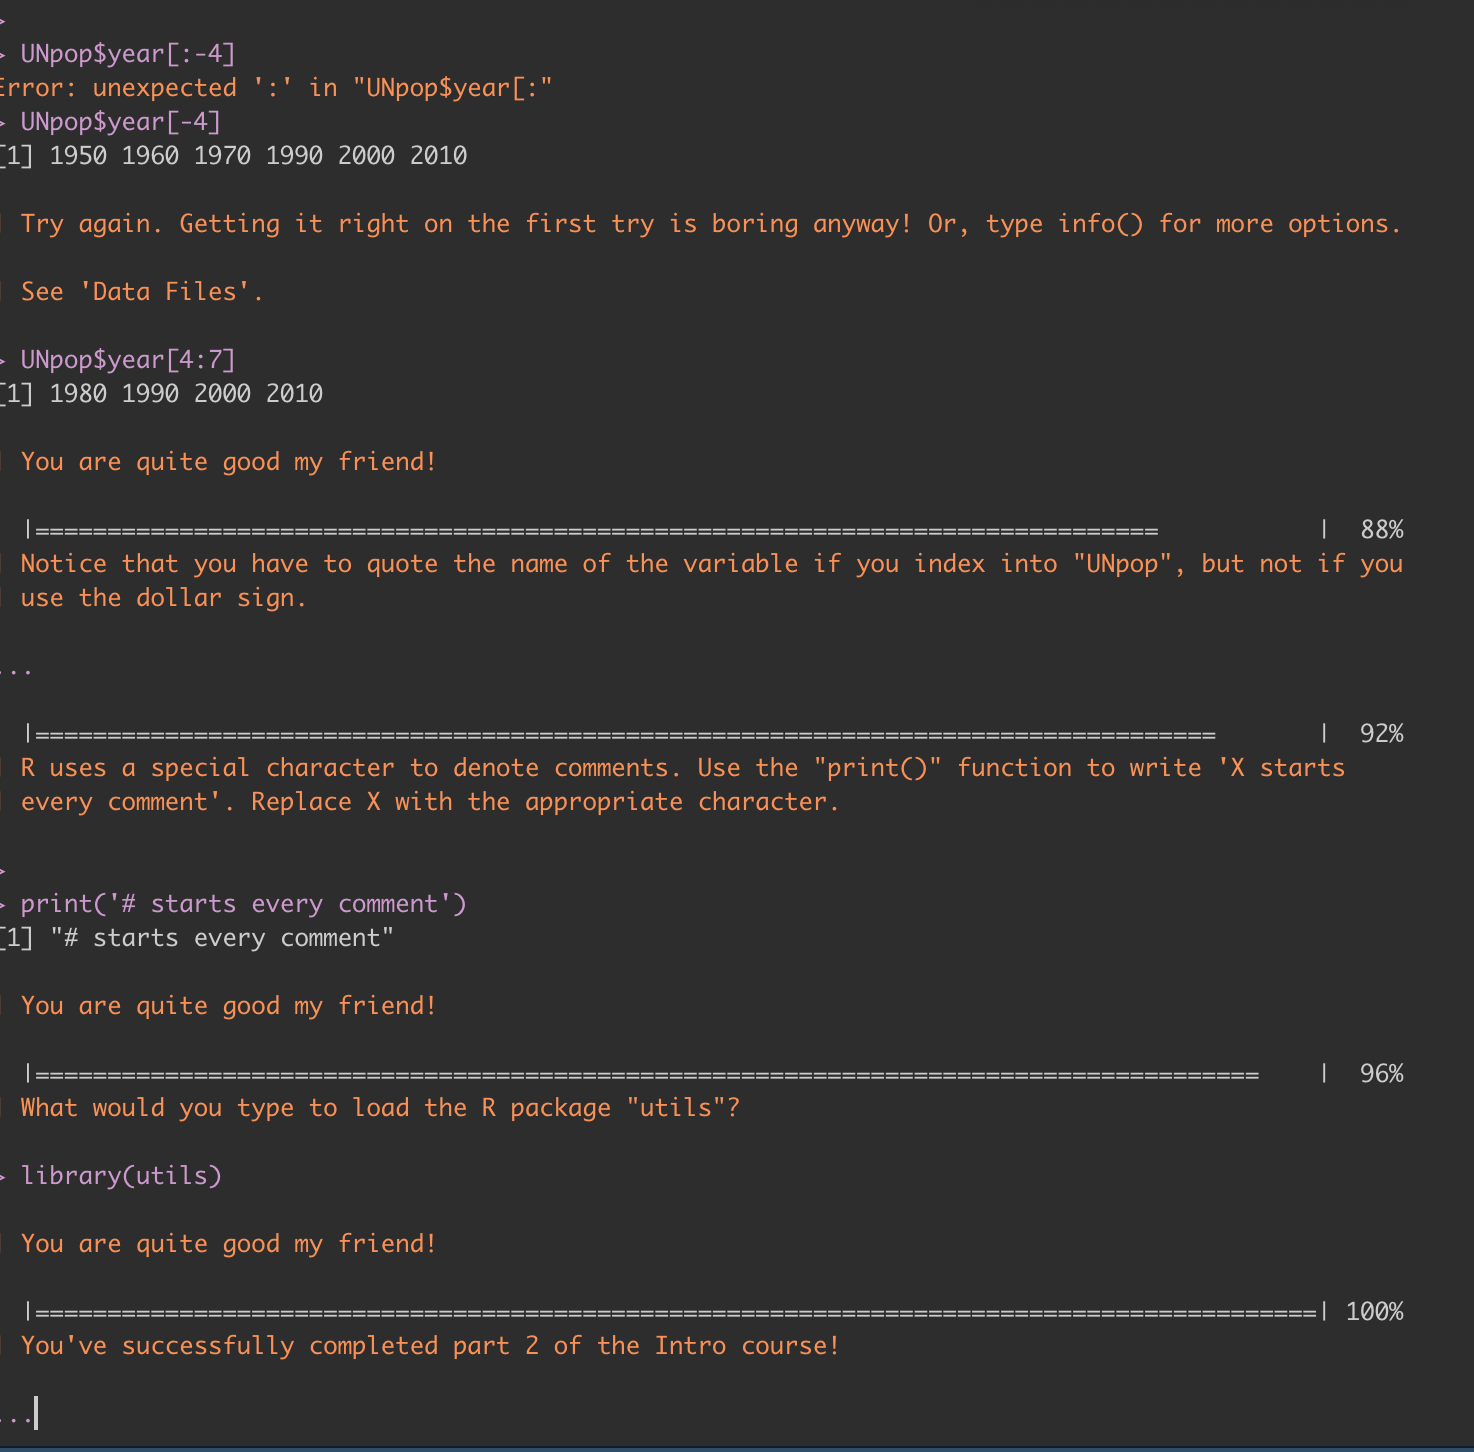 >
> UNpop$year[:-4]
Error: unexpected ':' in "UNpop$year[:"
> UNpop$year[-4]
[1] 1950 1960 1970 1990 2000 2010
| Try again. Getting it right on the first try is boring anyway! Or, type info() for more options.
| See 'Data Files'.
> UNpop$year[4:7]
[1] 1980 1990 2000 2010
| You are quite good my friend!
|==============================================================================           |  88%
| Notice that you have to quote the name of the variable if you index into "UNpop", but not if you
| use the dollar sign.
...
|==================================================================================       |  92%
| R uses a special character to denote comments. Use the "print()" function to write 'X starts
| every comment'. Replace X with the appropriate character.
>
> print('# starts every comment')
[1] "# starts every comment"
| You are quite good my friend!
|=====================================================================================    |  96%
| What would you type to load the R package "utils"?
> library(utils)
| You are quite good my friend!
|=========================================================================================| 100%
| You've successfully completed part 2 of the Intro course!
...